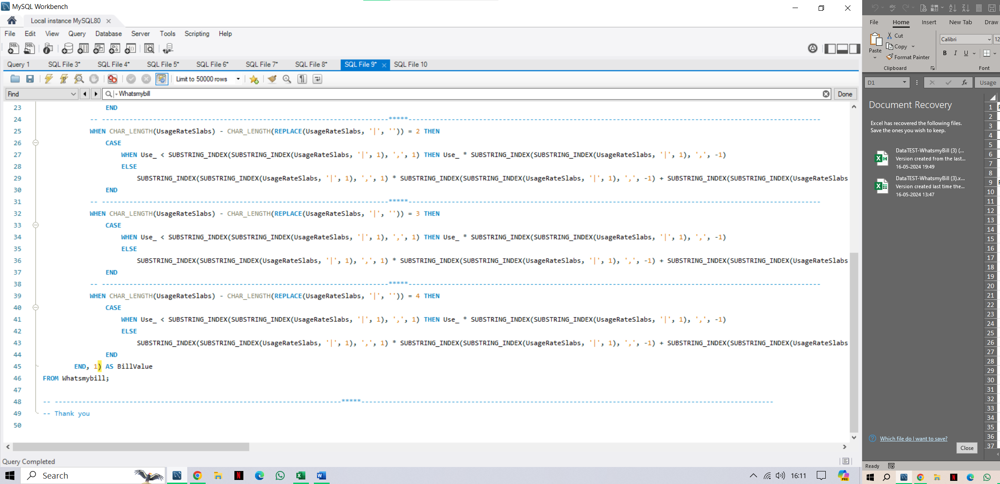 MySQL Workbench
Local instance MySQL80
File Edit View Query Database Server Tools Scripting Help
Query 1 SQL File 3* SQL File 4* SQL File 5* SQL File 6* SQL File 7* SQL File 8* SQL File 9* SQL File 10
Limit to 50000 rows
Find Whatsmybill Done
23 END
24 -- -------------------------------------------------------------------------*****---------------------------------------------------------------------------------------------------------
25 WHEN CHAR_LENGTH(UsageRateSlabs) - CHAR_LENGTH(REPLACE(UsageRateSlabs, '|', '')) = 2 THEN
26 CASE
27 WHEN Use_ < SUBSTRING_INDEX(SUBSTRING_INDEX(UsageRateSlabs, '|', 1), ',', 1) THEN Use_ * SUBSTRING_INDEX(SUBSTRING_INDEX(UsageRateSlabs, '|', 1), ',', -1)
28 ELSE
29 SUBSTRING_INDEX(SUBSTRING_INDEX(UsageRateSlabs, '|', 1), ',', 1) * SUBSTRING_INDEX(SUBSTRING_INDEX(UsageRateSlabs, '|', 1), ',', -1) + SUBSTRING_INDEX(SUBSTRING_INDEX(UsageRateSlabs
30 END
31 -- -------------------------------------------------------------------------*****---------------------------------------------------------------------------------------------------------
32 WHEN CHAR_LENGTH(UsageRateSlabs) - CHAR_LENGTH(REPLACE(UsageRateSlabs, '|', '')) = 3 THEN
33 CASE
34 WHEN Use_ < SUBSTRING_INDEX(SUBSTRING_INDEX(UsageRateSlabs, '|', 1), ',', 1) THEN Use_ * SUBSTRING_INDEX(SUBSTRING_INDEX(UsageRateSlabs, '|', 1), ',', -1)
35 ELSE
36 SUBSTRING_INDEX(SUBSTRING_INDEX(UsageRateSlabs, '|', 1), ',', 1) * SUBSTRING_INDEX(SUBSTRING_INDEX(UsageRateSlabs, '|', 1), ',', -1) + SUBSTRING_INDEX(SUBSTRING_INDEX(UsageRateSlabs
37 END
38 -- -------------------------------------------------------------------------*****---------------------------------------------------------------------------------------------------------
39 WHEN CHAR_LENGTH(UsageRateSlabs) - CHAR_LENGTH(REPLACE(UsageRateSlabs, '|', '')) = 4 THEN
40 CASE
41 WHEN Use_ < SUBSTRING_INDEX(SUBSTRING_INDEX(UsageRateSlabs, '|', 1), ',', 1) THEN Use_ * SUBSTRING_INDEX(SUBSTRING_INDEX(UsageRateSlabs, '|', 1), ',', -1)
42 ELSE
43 SUBSTRING_INDEX(SUBSTRING_INDEX(UsageRateSlabs, '|', 1), ',', 1) * SUBSTRING_INDEX(SUBSTRING_INDEX(UsageRateSlabs, '|', 1), ',', -1) + SUBSTRING_INDEX(SUBSTRING_INDEX(UsageRateSlabs
44 END
45 END, 1) AS BillValue
46 FROM Whatsmybill;
47
48 -- -------------------------------------------------------------------------*****---------------------------------------------------------------------------------------------------------
49 -- Thank you
50
Query Completed
Search
16:11
File Home Insert New Tab Draw
Paste
Cut
Copy
Format Painter
Clipboard
Calibri 12
B I U
Font
D1 fx Usage
Document Recovery
Excel has recovered the following files.
Save the ones you wish to keep.
DataTEST-WhatsmyBill (3) (...
Version created from the last...
16-05-2024 19:49
DataTEST-WhatsmyBill (3).x...
Version created last time the...
16-05-2024 13:47
Which file do I want to save?
Close
1
2
3
4
5
6
7
8
9
10
11
12
13
14
15
16
17
18
19
20
21
22
23
24
25
26
27
28
29
30
31
32
33
34
35
36
37
Ready